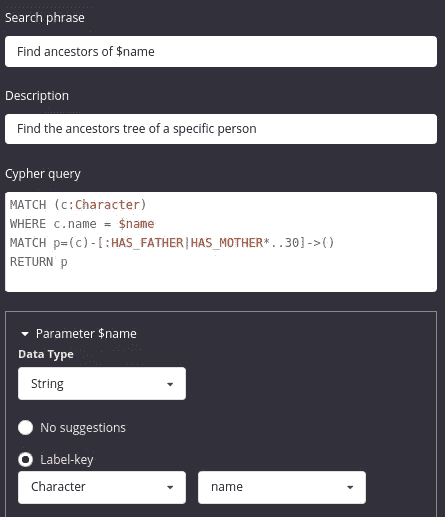 Search phrase
Find ancestors of $name
Description
Find the ancestors tree of a specific person
Cypher query
MATCH (c:Character)
WHERE c.name = $name
MATCH p=(c)-[:HAS_FATHER|HAS_MOTHER*..30]->()
RETURN p
Parameter $name
Data Type
String
No suggestions
Label-key
Character name